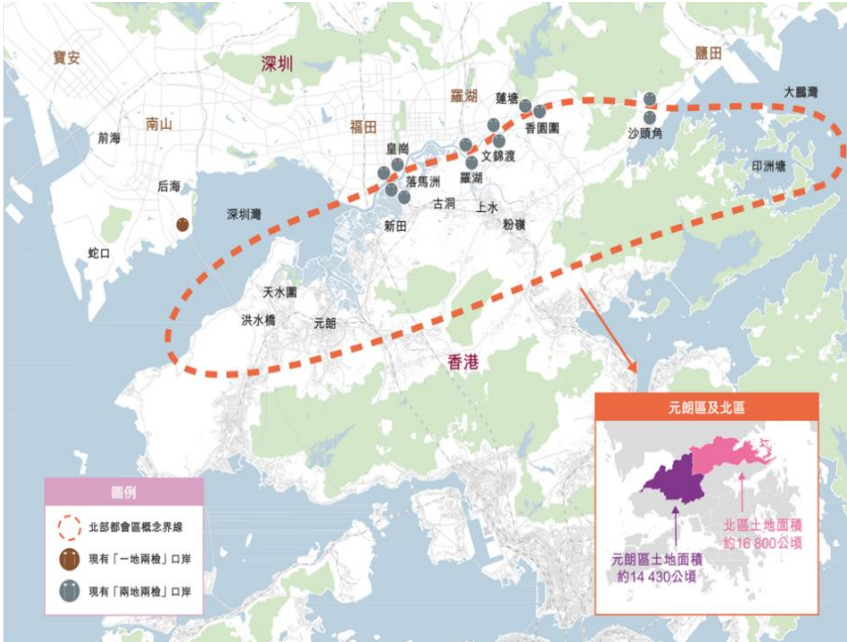 寶安
深圳
鹽田
大鵬灣
羅湖
蓮塘
南山
前海
福田
香園圍
沙頭角
皇崗
文錦渡
羅湖
印洲塘
后海
落馬洲
古洞
上水
深圳灣
新田
粉嶺
蛇口
天水圍
洪水橋
元朗
香港
元朗區及北區
北區土地面積
約16 800公頃
元朗區土地面積
約14 430公頃
圖例
北部都會區概念界線
現有「一地兩檢」口岸
現有「兩地兩檢」口岸